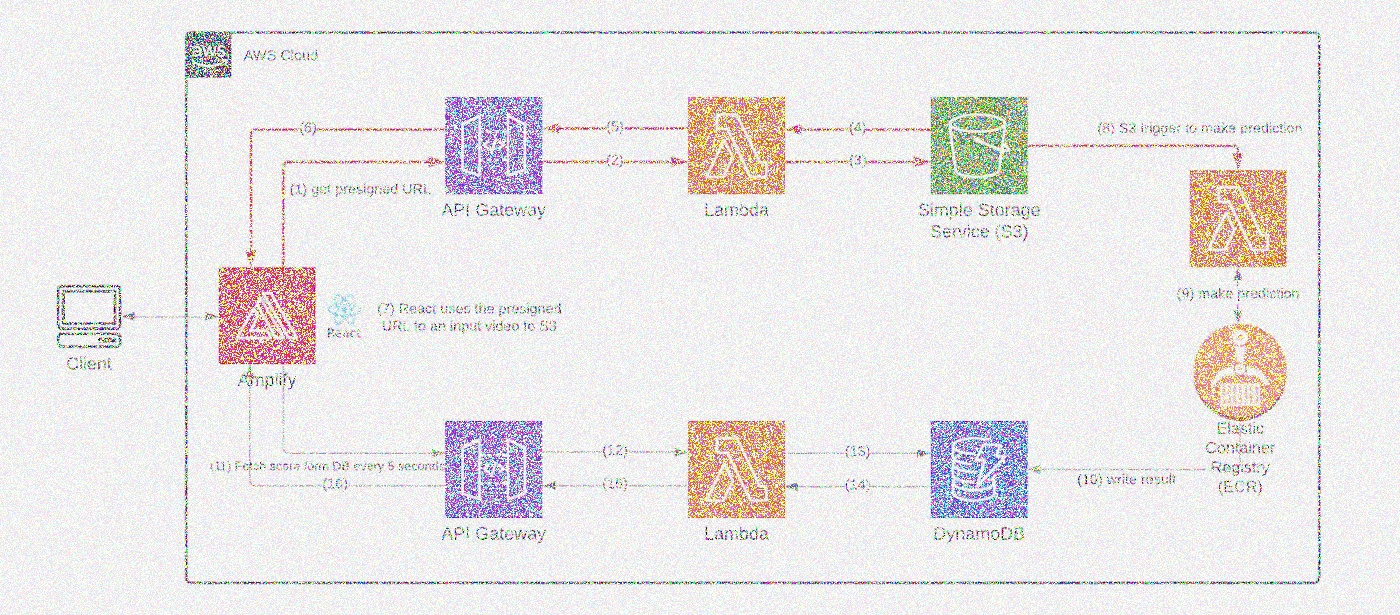 aws
AWS Cloud
(6)
(5)
(4)
(8) S3 trigger to make prediction
(2)
(3)
(1) get presigned URL
API Gateway
Lambda
Simple Storage
Service (S3)
(9) make prediction
(7) React uses the presigned
URL to an input video to S3
React
Client
Amplify
Elastic
Container
Registry
(ECR)
(12)
(13)
(11) Fetch score form DB every 5 seconds
(10) write result
(16)
(15)
(14)
API Gateway
Lambda
DynamoDB